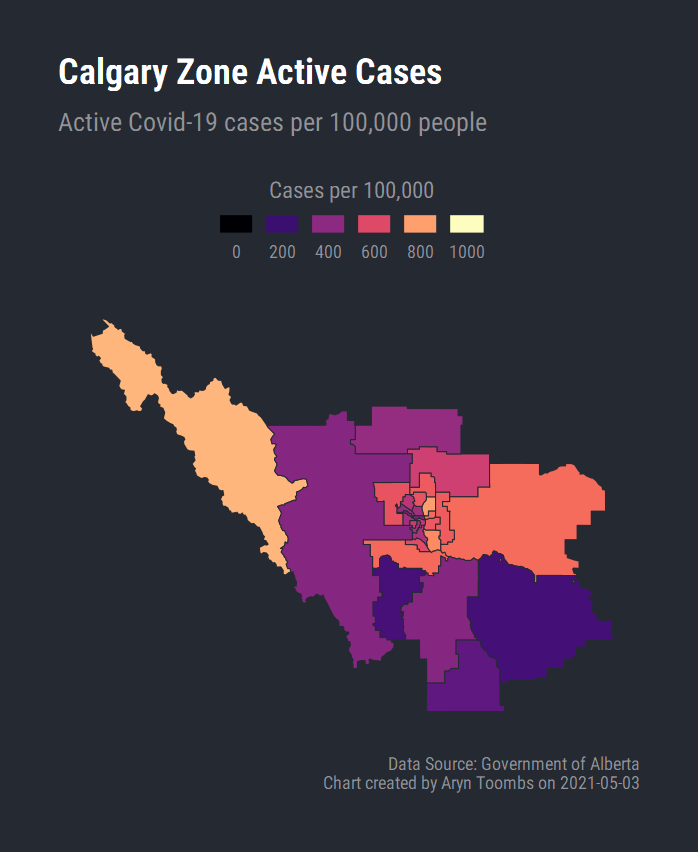 Calgary Zone Active Cases
Active Covid-19 cases per 100,000 people
Cases per 100,000
0 200 400 600 800 1000
Data Source: Government of Alberta
Chart created by Aryn Toombs on 2021-05-03